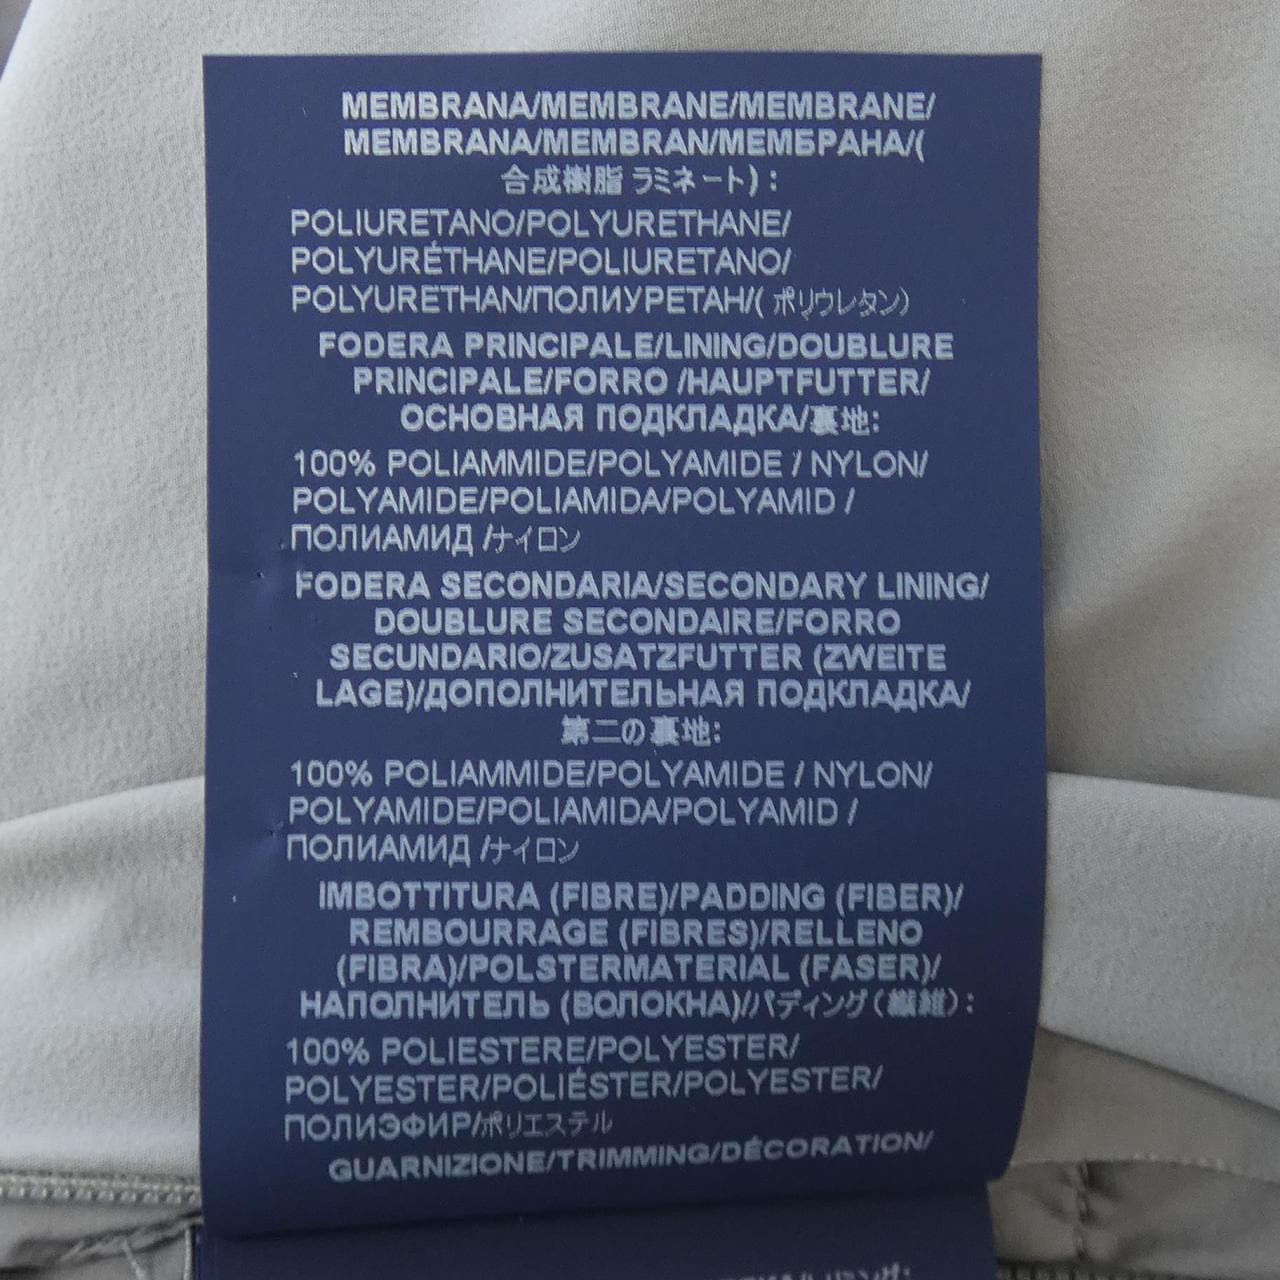 MEMBRANA/MEMBRANE/MEMBRANE/
MEMBRANA/MEMBRAN/МЕМБРАНА/(
合成樹脂 ラミネート):
POLIURETANO/POLYURETHANE/
POLYURÉTHANE/POLIURETANO/
POLYURETHAN/ПОЛИУРЕТАН/( ポリウレタン)
FODERA PRINCIPALE/LINING/DOUBLURE
PRINCIPALE/FORRO /HAUPTFUTTER/
ОСНОВНАЯ ПОДКЛАДКА/裏地:
100% POLIAMMIDE/POLYAMIDE / NYLON/
POLYAMIDE/POLIAMIDA/POLYAMID /
ПОЛИАМИД /ナイロン
FODERA SECONDARIA/SECONDARY LINING/
DOUBLURE SECONDAIRE/FORRO
SECUNDARIO/ZUSATZFUTTER (ZWEITE
LAGE)/ДОПОЛНИТЕЛЬНАЯ ПОДКЛАДКА/
第二の裏地:
100% POLIAMMIDE/POLYAMIDE / NYLON/
POLYAMIDE/POLIAMIDA/POLYAMID /
ПОЛИАМИД /ナイロン
IMBOTTITURA (FIBRE)/PADDING (FIBER)/
REMBOURRAGE (FIBRES)/RELLENO
(FIBRA)/POLSTERMATERIAL (FASER)/
НАПОЛНИТЕЛЬ (ВОЛОКНА)/パディング(繊維):
100% POLIESTERE/POLYESTER/
POLYESTER/POLIÉSTER/POLYESTER/
ПОЛИЭФИР/ポリエステル
GUARNIZIONE/TRIMMING/DÉCORATION/